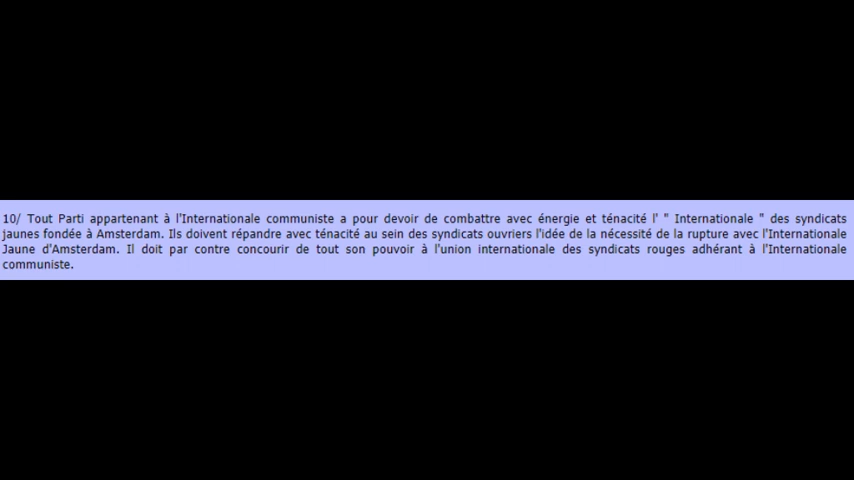 10/ Tout Parti appartenant à l'Internationale communiste a pour devoir de combattre avec énergie et ténacité l' " Internationale " des syndicats
jaunes fondée à Amsterdam. Ils doivent répandre avec ténacité au sein des syndicats ouvriers l'idée de la nécessité de la rupture avec l'Internationale
Jaune d'Amsterdam. Il doit par contre concourir de tout son pouvoir à l'union internationale des syndicats rouges adhérant à l'Internationale
communiste.